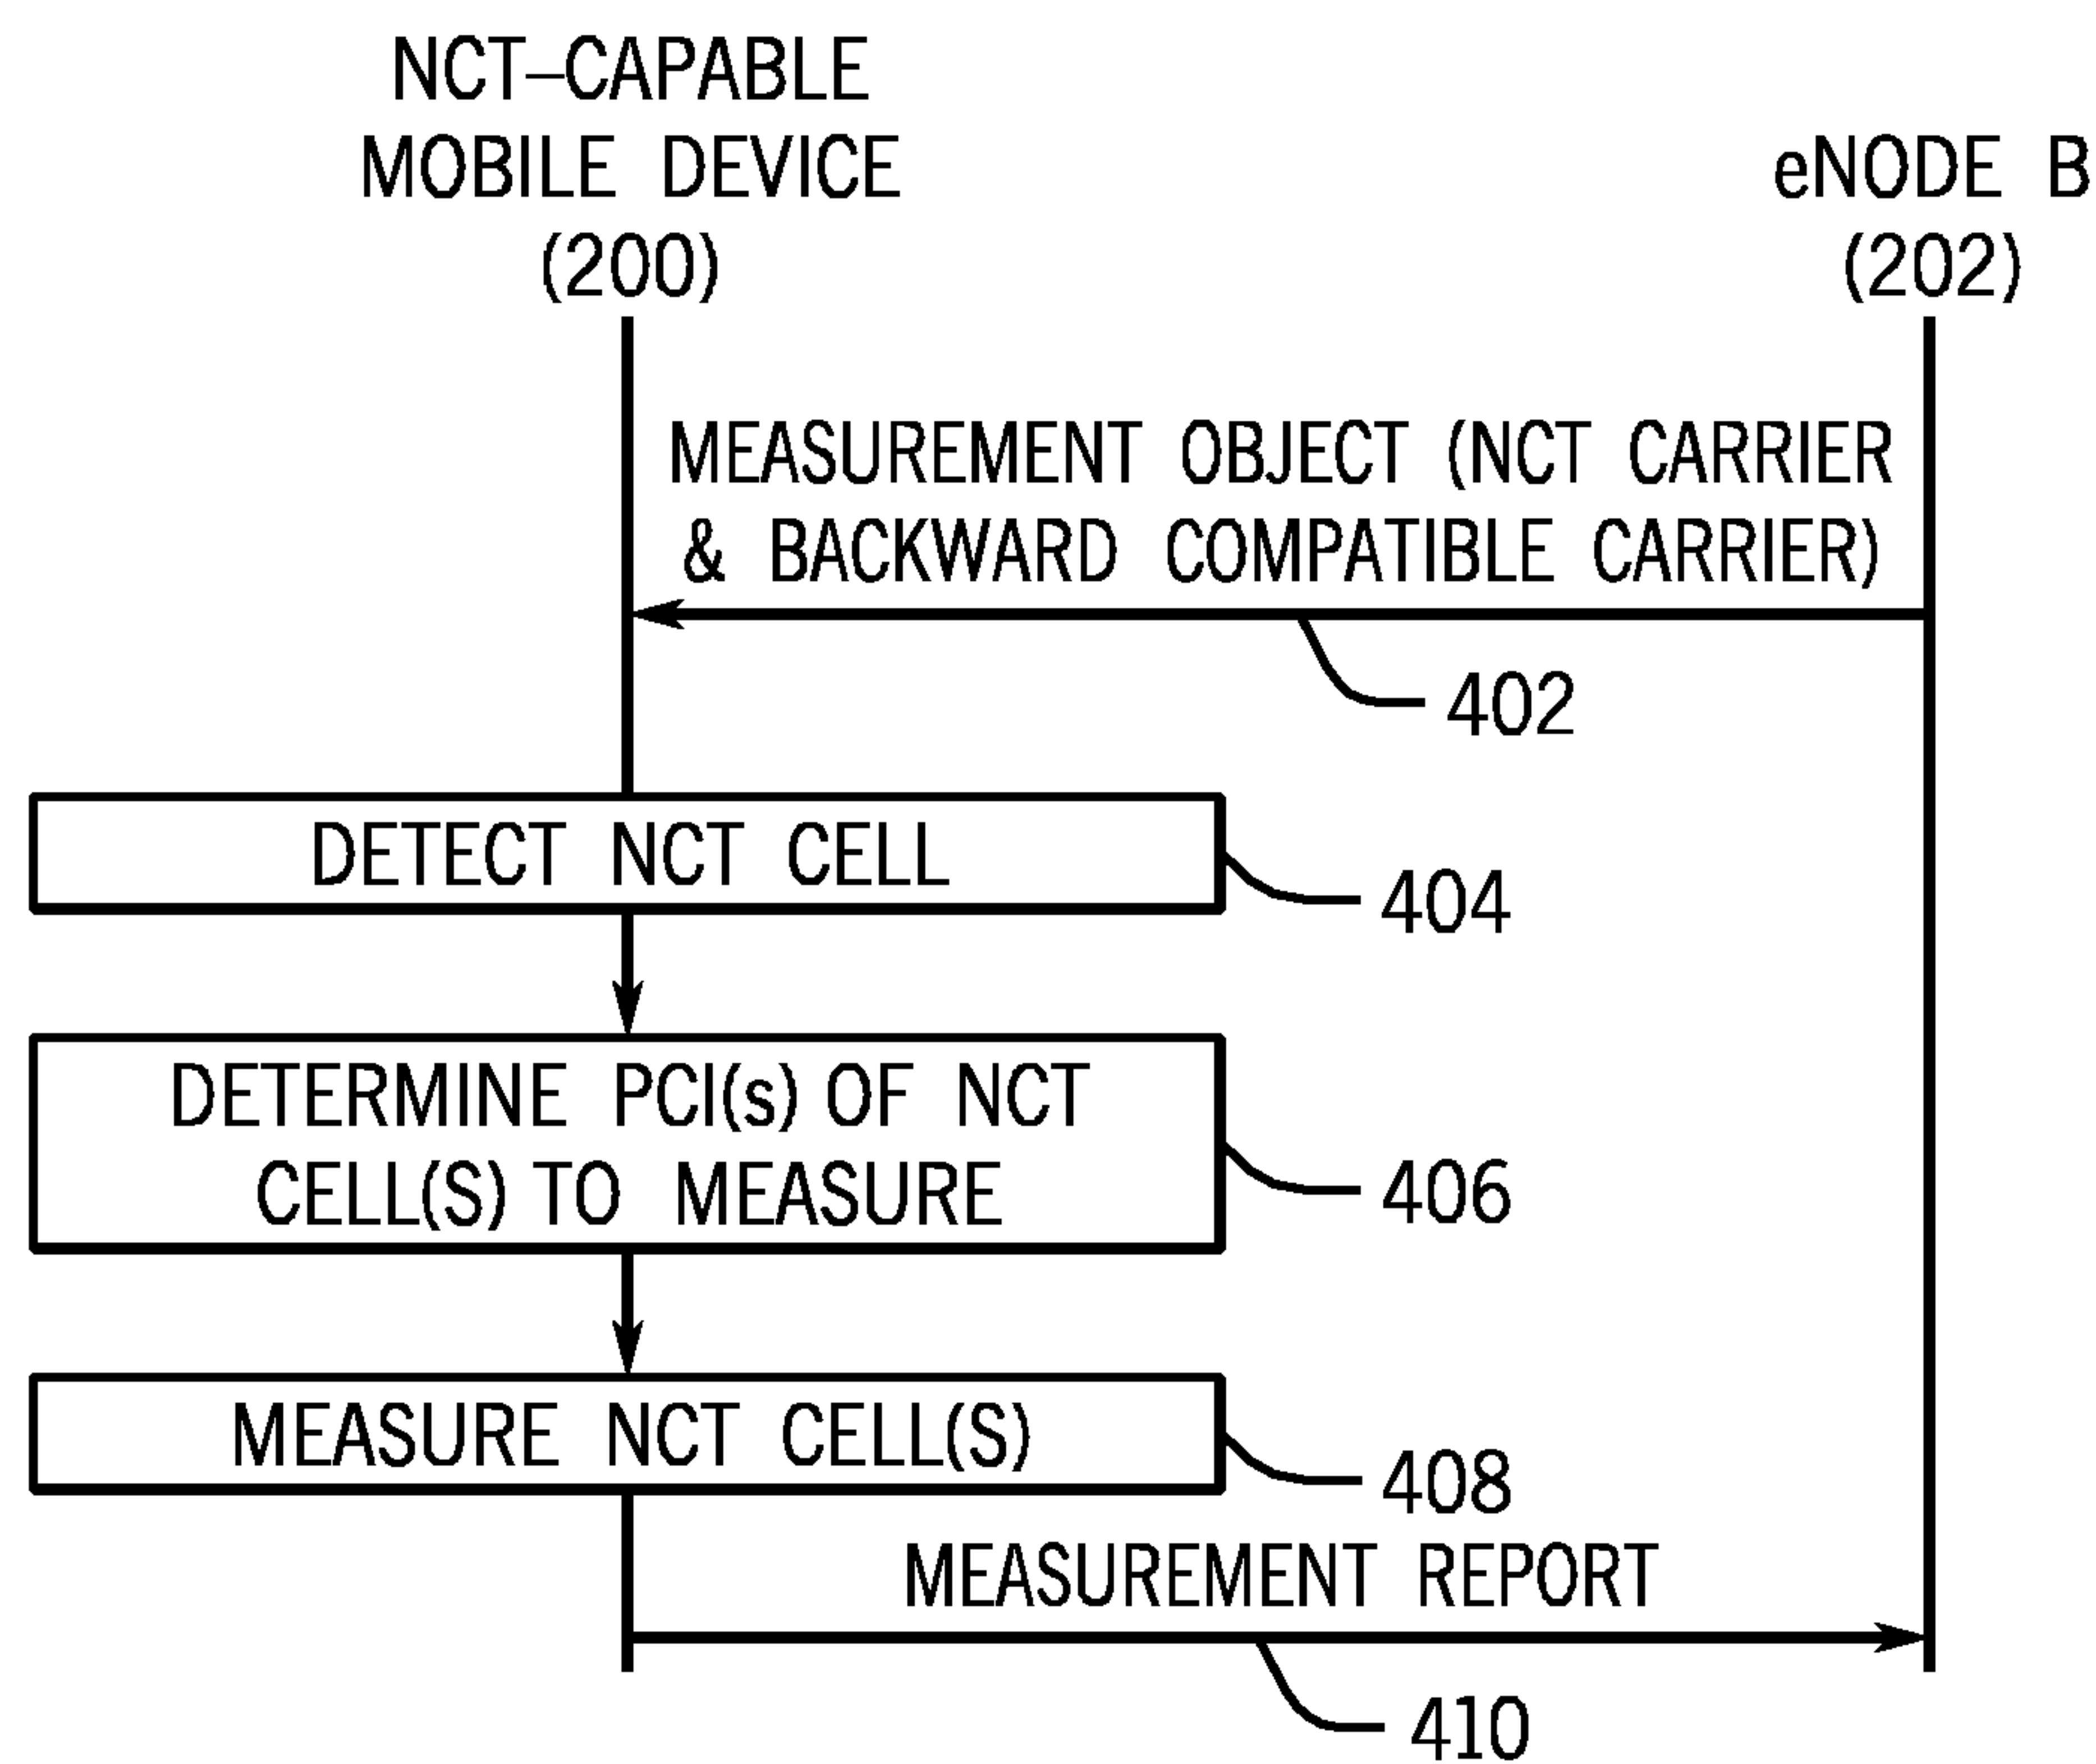 NCT–CAPABLE
MOBILE DEVICE
(200)
eNODE B
(202)
MEASUREMENT OBJECT (NCT CARRIER
& BACKWARD COMPATIBLE CARRIER)
402
DETECT NCT CELL
404
DETERMINE PCI(s) OF NCT
CELL(S) TO MEASURE
406
MEASURE NCT CELL(S)
408
MEASUREMENT REPORT
410